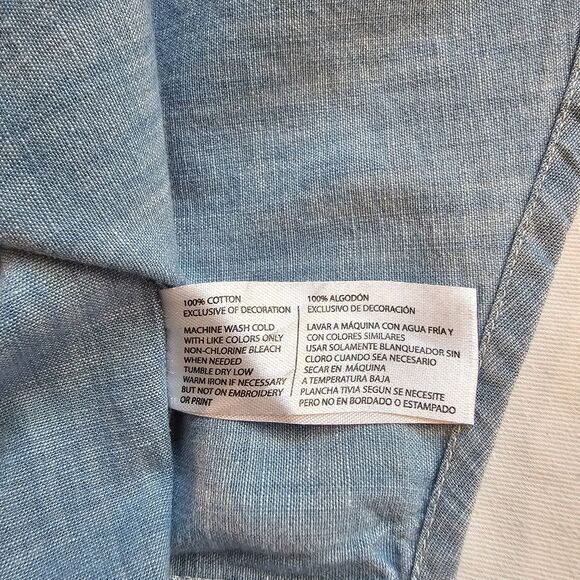 100% COTTON
EXCLUSIVE OF DECORATION
MACHINE WASH COLD
WITH LIKE COLORS ONLY
NON-CHLORINE BLEACH
WHEN NEEDED
TUMBLE DRY LOW
WARM IRON IF NECESSARY
BUT NOT ON EMBROIDERY
OR PRINT
100% ALGODÓN
EXCLUSIVO DE DECORACIÓN
LAVAR A MÁQUINA CON AGUA FRÍA Y
CON COLORES SIMILARES
USAR SOLAMENTE BLANQUEADOR SIN
CLORO CUANDO SEA NECESARIO
SECAR EN MÁQUINA
A TEMPERATURA BAJA
PLANCHA TIVIA SEGUN SE NECESITE
PERO NO EN BORDADO O ESTAMPADO